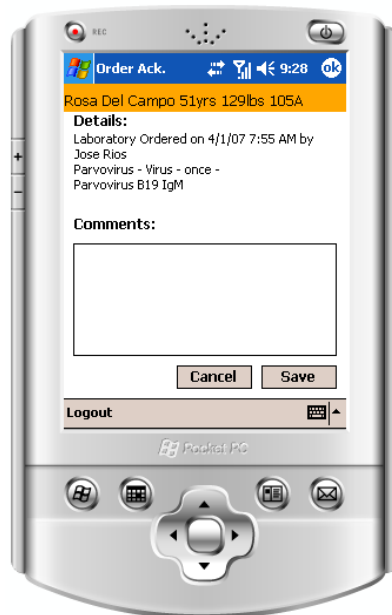 REC
Order Ack. 9:28 ok
Rosa Del Campo 51yrs 129lbs 105A
Details:
Laboratory Ordered on 4/1/07 7:55 AM by
Jose Rios
Parvovirus - Virus - once -
Parvovirus B19 IgM
Comments:
Cancel Save
Logout
Pocket PC